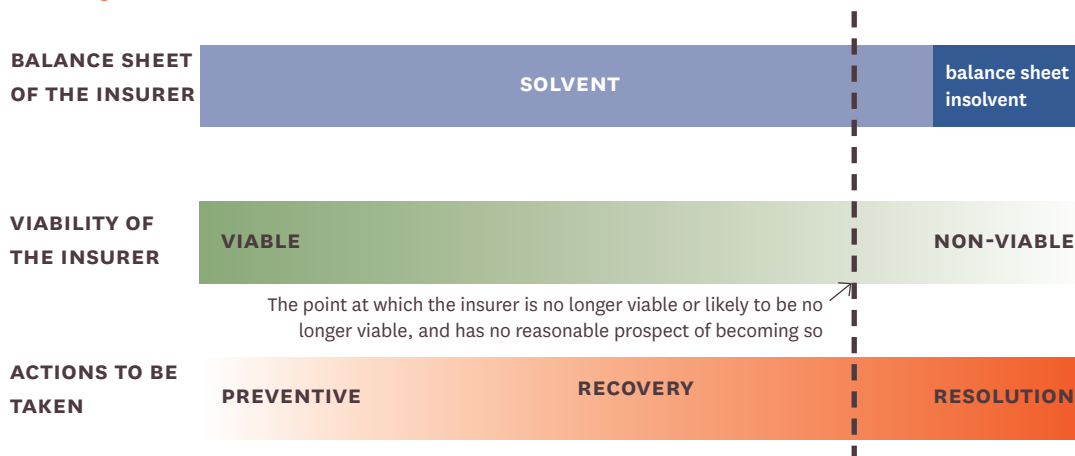 BALANCE SHEET
OF THE INSURER
SOLVENT
balance sheet
insolvent
VIABILITY OF
THE INSURER
VIABLE
NON-VIABLE
The point at which the insurer is no longer viable or likely to be no
longer viable, and has no reasonable prospect of becoming so
ACTIONS TO BE
TAKEN
PREVENTIVE
RECOVERY
RESOLUTION